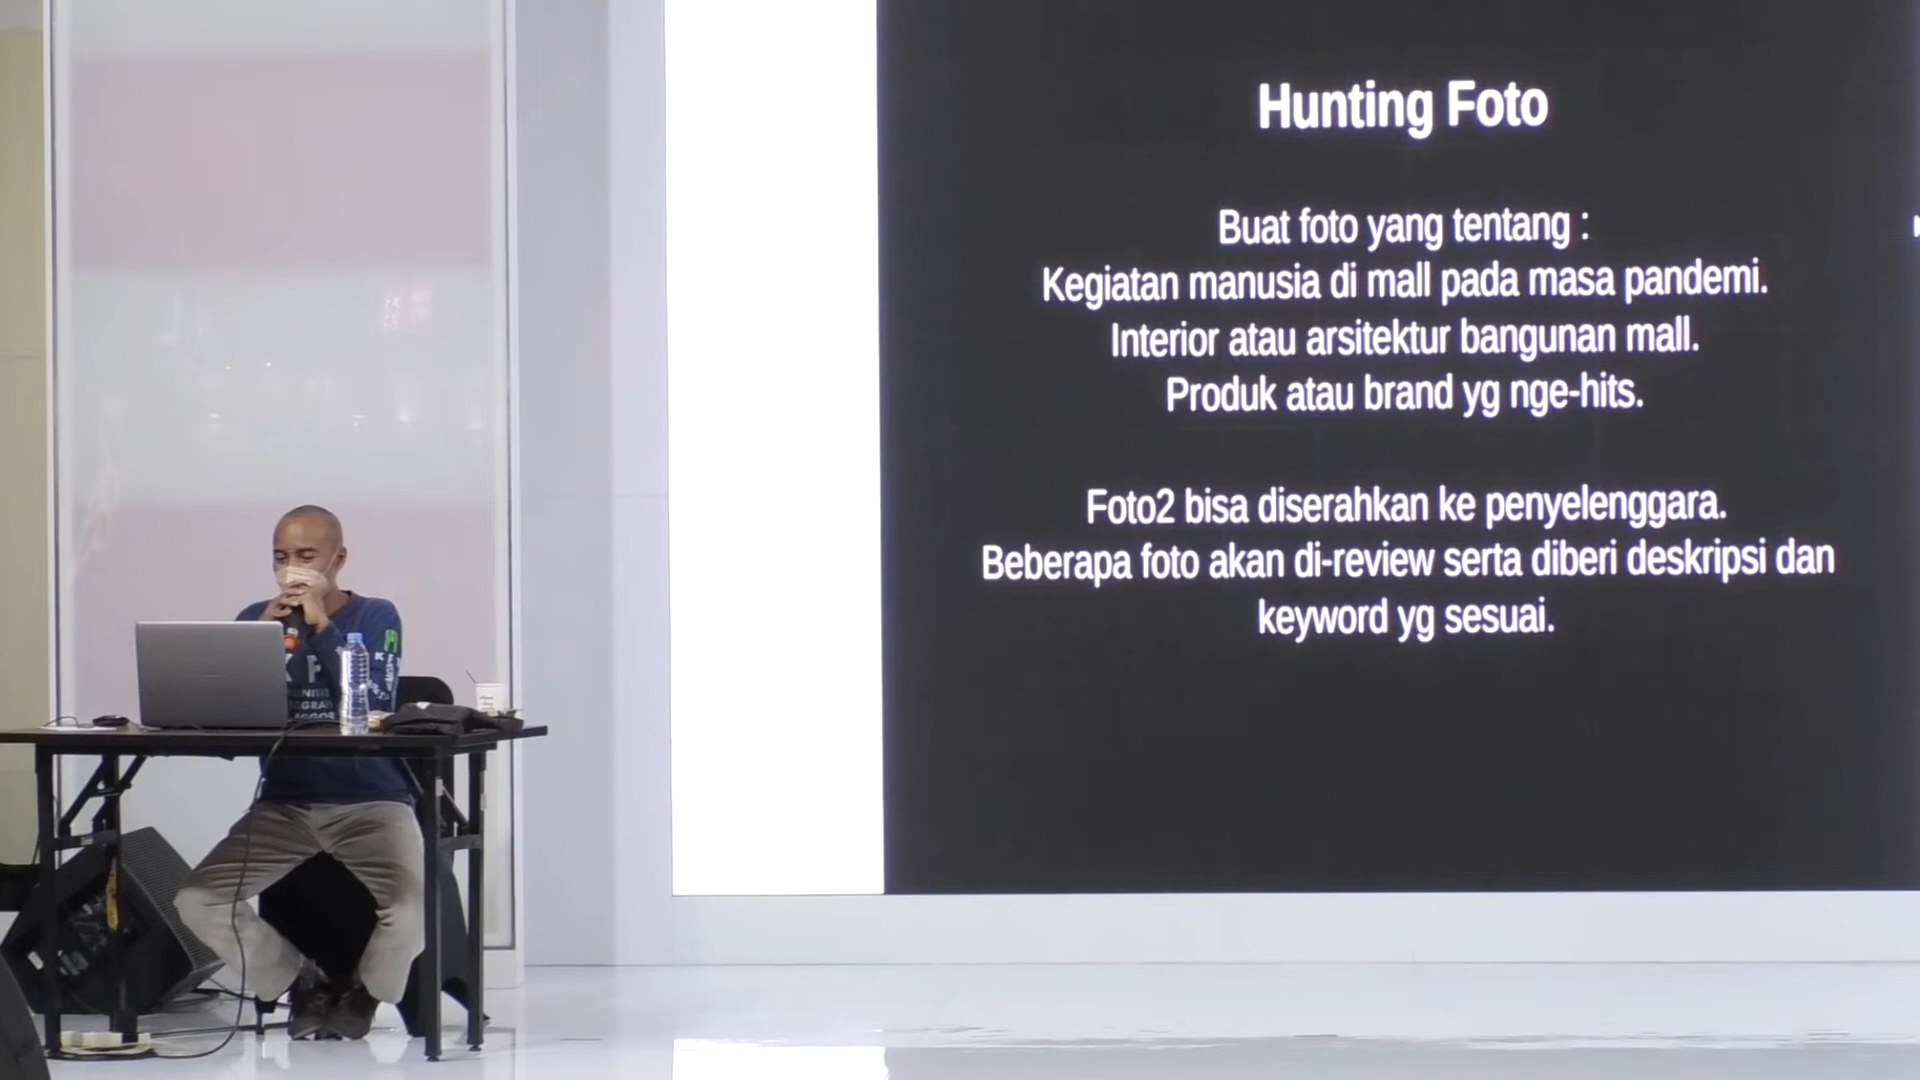 Hunting Foto
Buat foto yang tentang :
Kegiatan manusia di mall pada masa pandemi.
Interior atau arsitektur bangunan mall.
Produk atau brand yg nge-hits.
Foto2 bisa diserahkan ke penyelenggara.
Beberapa foto akan di-review serta diberi deskripsi dan
keyword yg sesuai.